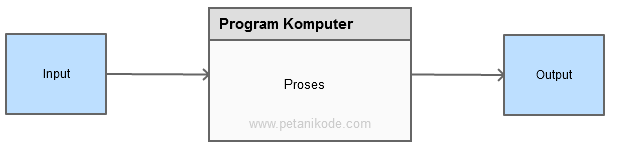 Program Komputer
Input
Proses
Output
www.petanikode.com